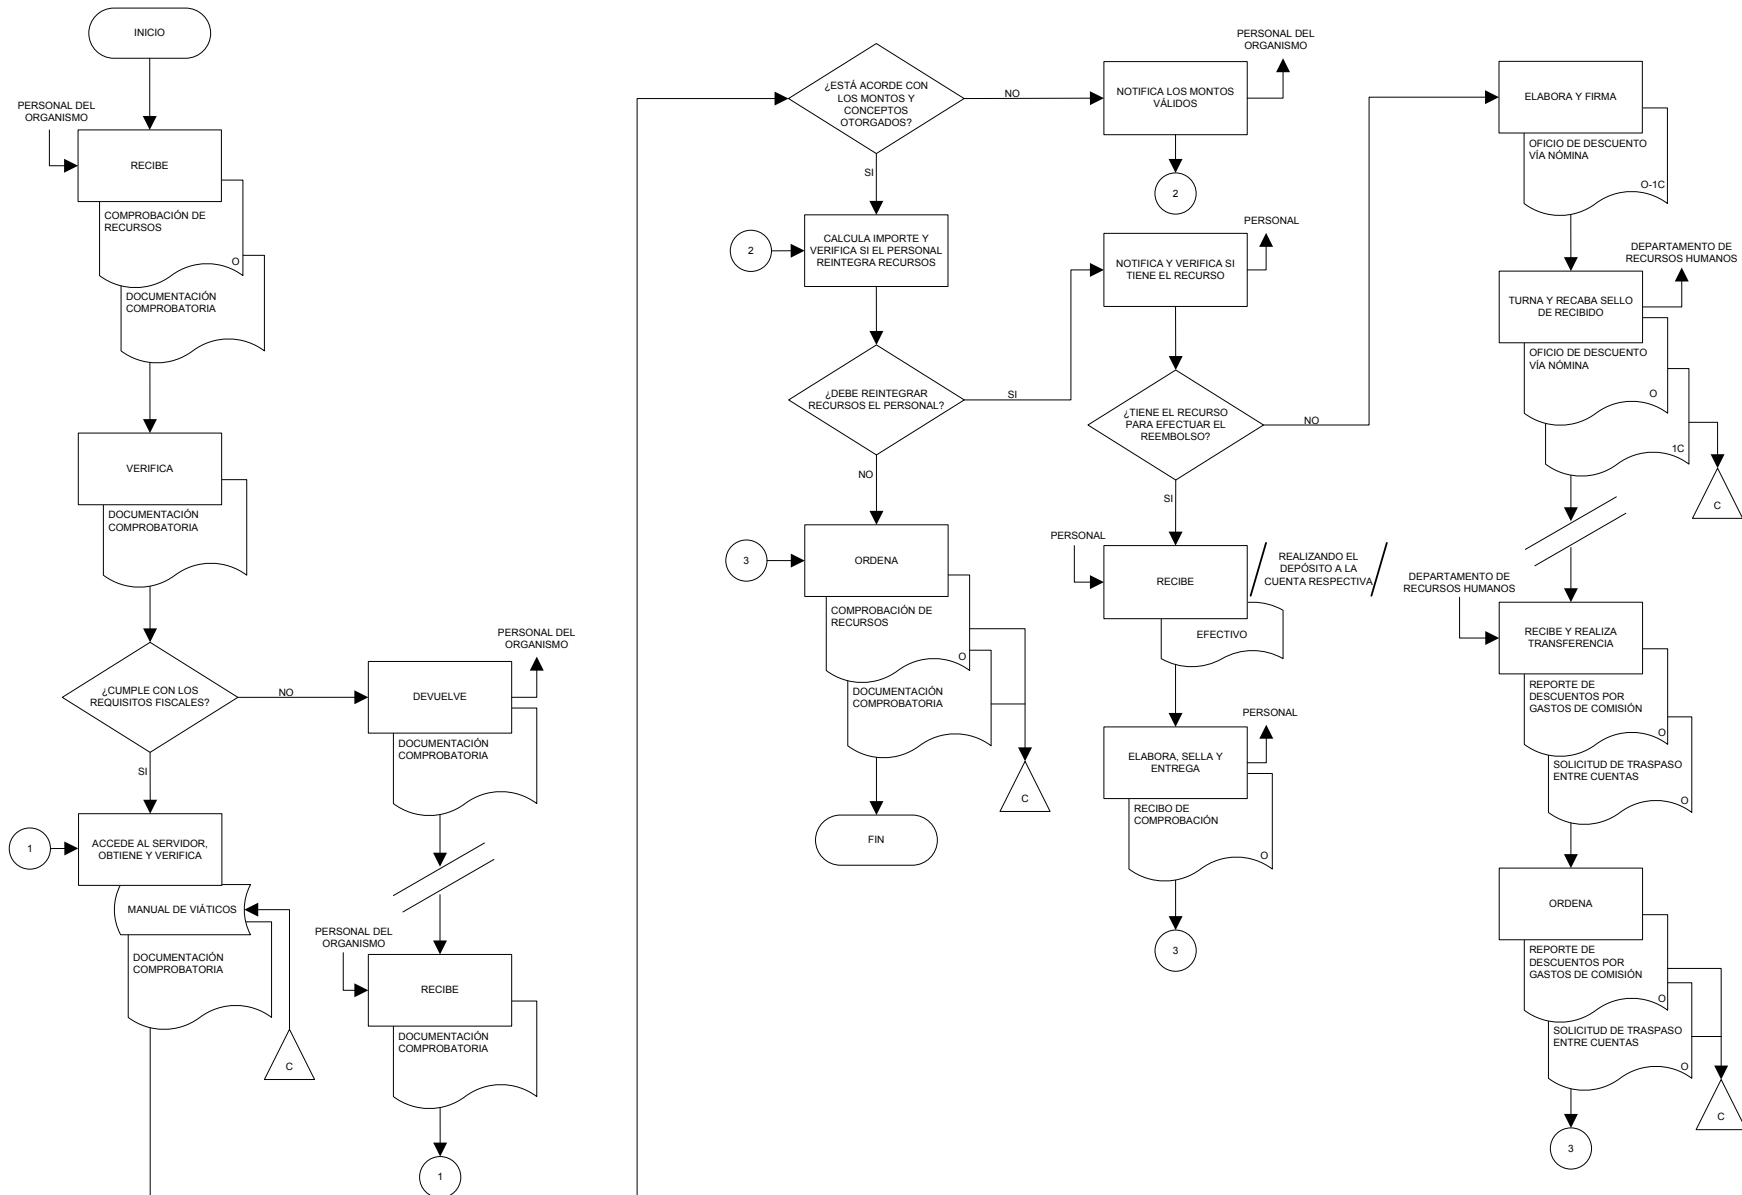 INICIO
PERSONAL DEL
ORGANISMO
RECIBE
COMPROBACIÓN DE
RECURSOS
O
DOCUMENTACIÓN
COMPROBATORIA
VERIFICA
DOCUMENTACIÓN
COMPROBATORIA
¿CUMPLE CON LOS
REQUISITOS FISCALES?
NO
SI
PERSONAL DEL
ORGANISMO
DEVUELVE
DOCUMENTACIÓN
COMPROBATORIA
PERSONAL DEL
ORGANISMO
RECIBE
DOCUMENTACIÓN
COMPROBATORIA
1
1
ACCEDE AL SERVIDOR,
OBTIENE Y VERIFICA
MANUAL DE VIÁTICOS
DOCUMENTACIÓN
COMPROBATORIA
C
¿ESTÁ ACORDE CON
LOS MONTOS Y
CONCEPTOS
OTORGADOS?
NO
SI
PERSONAL DEL
ORGANISMO
NOTIFICA LOS MONTOS
VÁLIDOS
2
2
CALCULA IMPORTE Y
VERIFICA SI EL PERSONAL
REINTEGRA RECURSOS
¿DEBE REINTEGRAR
RECURSOS EL PERSONAL?
SI
NO
3
ORDENA
COMPROBACIÓN DE
RECURSOS
O
DOCUMENTACIÓN
COMPROBATORIA
C
FIN
PERSONAL
NOTIFICA Y VERIFICA SI
TIENE EL RECURSO
¿TIENE EL RECURSO
PARA EFECTUAR EL
REEMBOLSO?
NO
SI
PERSONAL
RECIBE
REALIZANDO EL
DEPÓSITO A LA
CUENTA RESPECTIVA
EFECTIVO
PERSONAL
ELABORA, SELLA Y
ENTREGA
RECIBO DE
COMPROBACIÓN
O
3
ELABORA Y FIRMA
OFICIO DE DESCUENTO
VÍA NÓMINA
O-1C
DEPARTAMENTO DE
RECURSOS HUMANOS
TURNA Y RECABA SELLO
DE RECIBIDO
OFICIO DE DESCUENTO
VÍA NÓMINA
O
1C
C
DEPARTAMENTO DE
RECURSOS HUMANOS
RECIBE Y REALIZA
TRANSFERENCIA
REPORTE DE
DESCUENTOS POR
GASTOS DE COMISIÓN
O
SOLICITUD DE TRASPASO
ENTRE CUENTAS
O
ORDENA
REPORTE DE
DESCUENTOS POR
GASTOS DE COMISIÓN
O
SOLICITUD DE TRASPASO
ENTRE CUENTAS
O
C
3